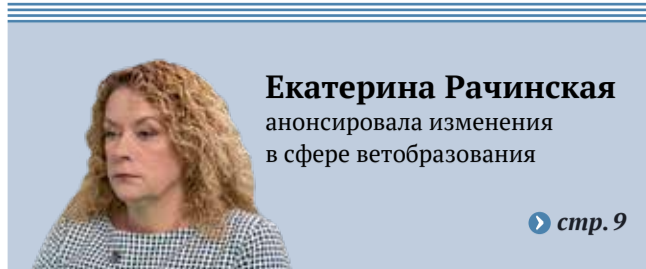 Екатерина Рачинская
анонсировала изменения
в сфере ветобразования
стр. 9